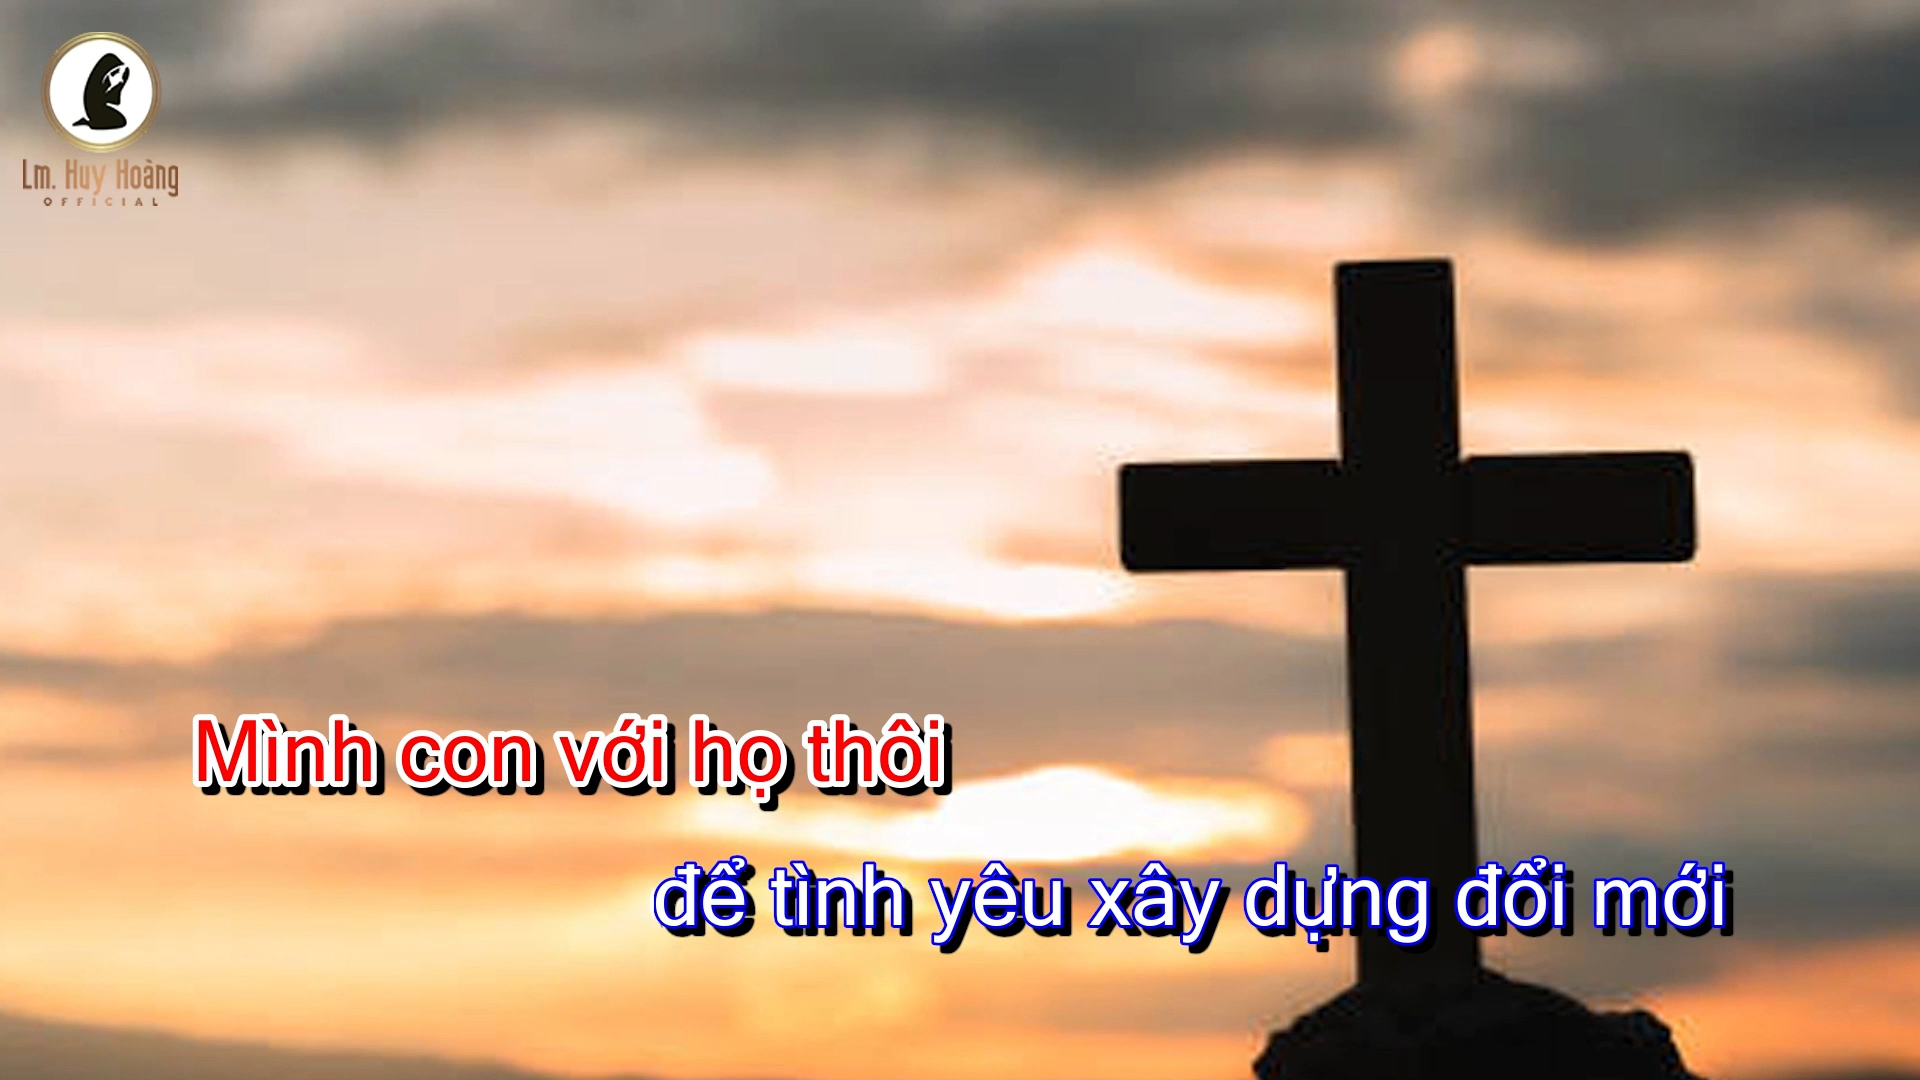 Lm. Huy Hoàng
OFFICIAL
Mình con với họ thôi
để tình yêu xây dựng đổi mới